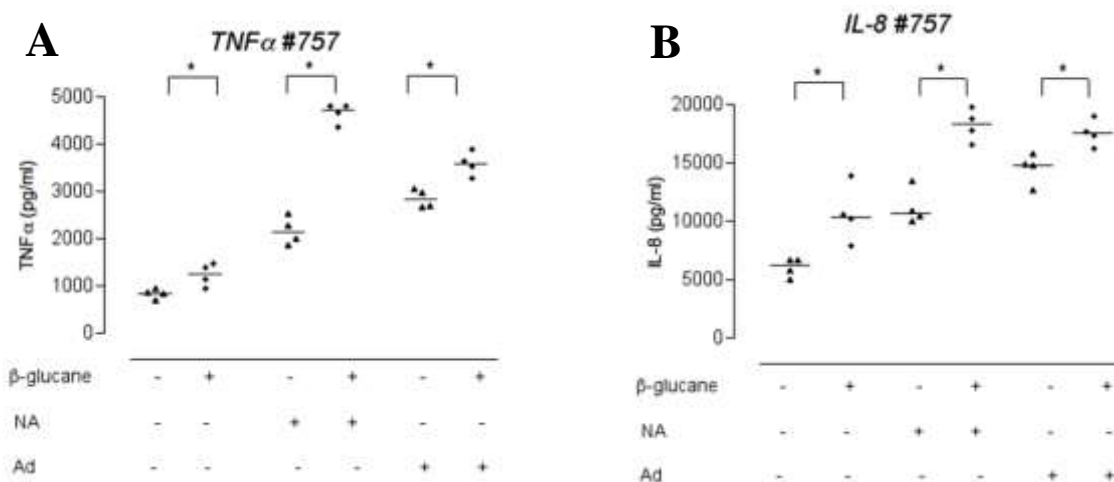 A
TNFα #757
* * *
5000
4000
3000
2000
1000
0
TNFα (pg/ml)
β-glucane - + - + - +
NA - - + + - -
Ad - - - - + +
B
IL-8 #757
* * *
20000
15000
10000
5000
0
IL-8 (pg/ml)
β-glucane - + - + - +
NA - - + + - -
Ad - - - - + +